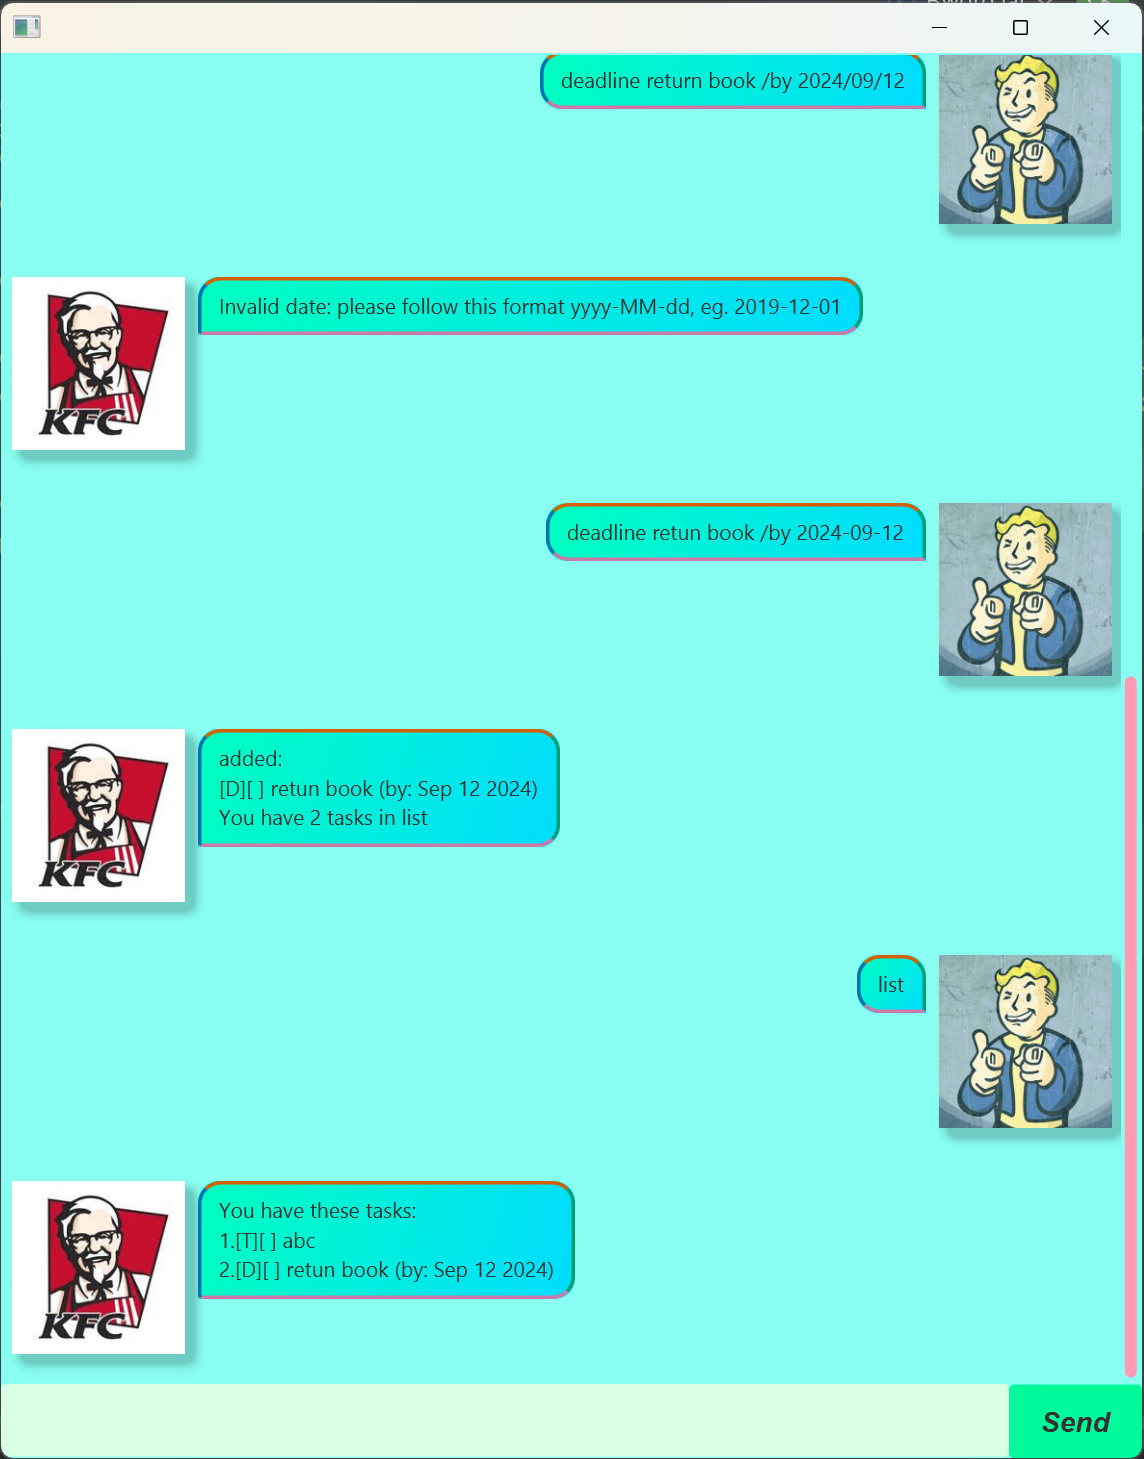 deadline return book /by 2024/09/12
Invalid date: please follow this format yyyy-MM-dd, eg. 2019-12-01
KFC
deadline retun book /by 2024-09-12
added:
[D][ ] retun book (by: Sep 12 2024)
You have 2 tasks in list
KFC
list
You have these tasks:
1.[T][ ] abc
2.[D][ ] retun book (by: Sep 12 2024)
KFC
Send